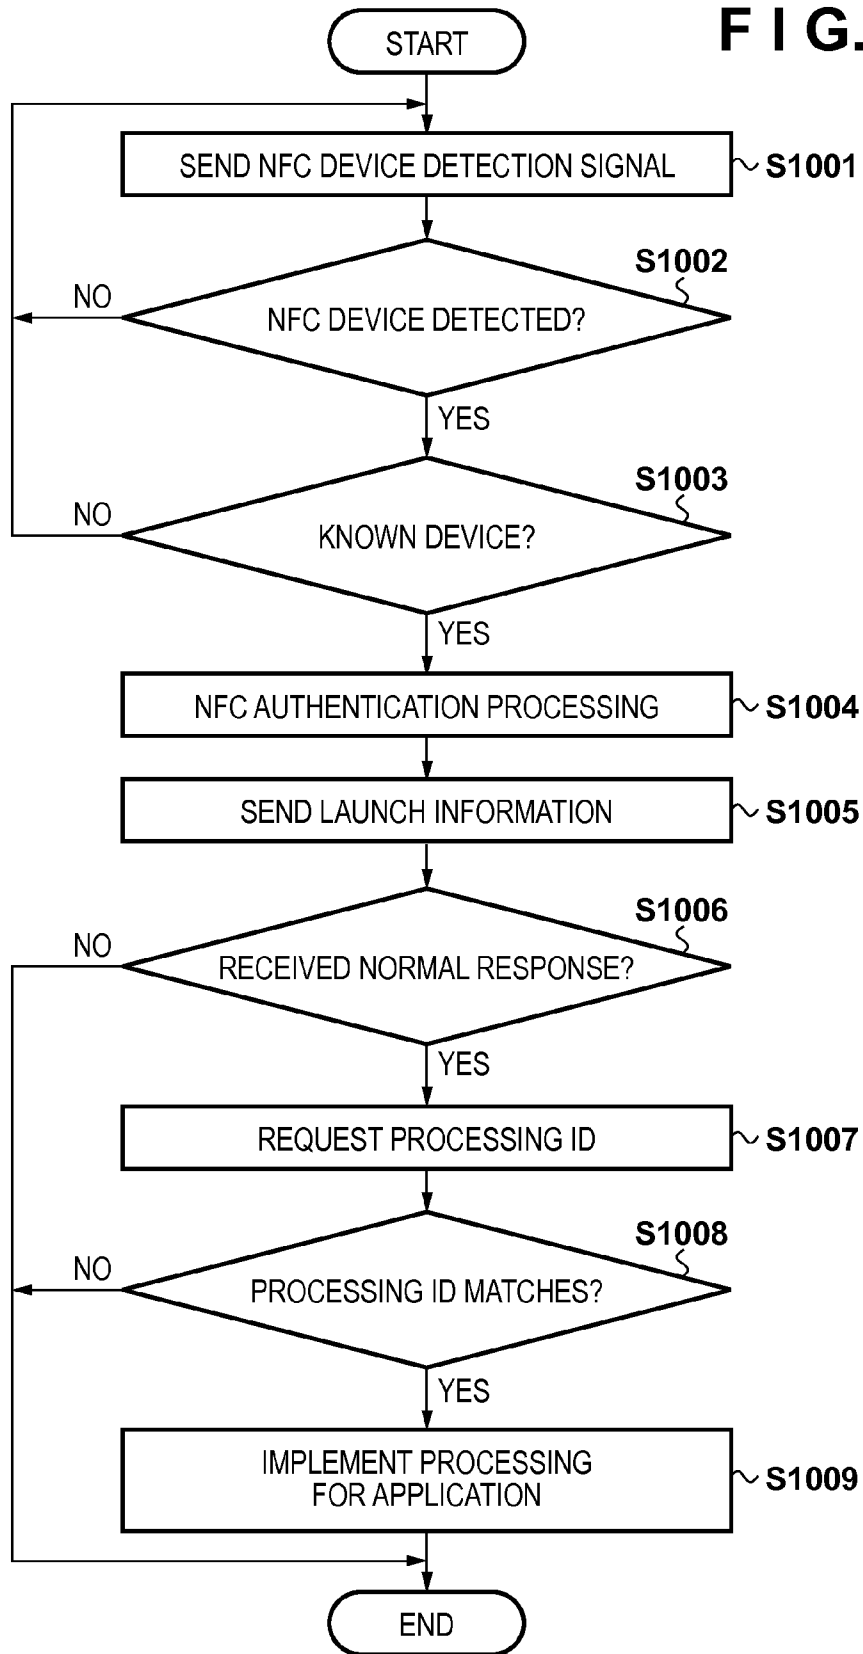 FIG.
START
SEND NFC DEVICE DETECTION SIGNAL
S1001
S1002
NO
NFC DEVICE DETECTED?
YES
S1003
NO
KNOWN DEVICE?
YES
NFC AUTHENTICATION PROCESSING
S1004
SEND LAUNCH INFORMATION
S1005
S1006
NO
RECEIVED NORMAL RESPONSE?
YES
REQUEST PROCESSING ID
S1007
S1008
NO
PROCESSING ID MATCHES?
YES
IMPLEMENT PROCESSING
FOR APPLICATION
S1009
END